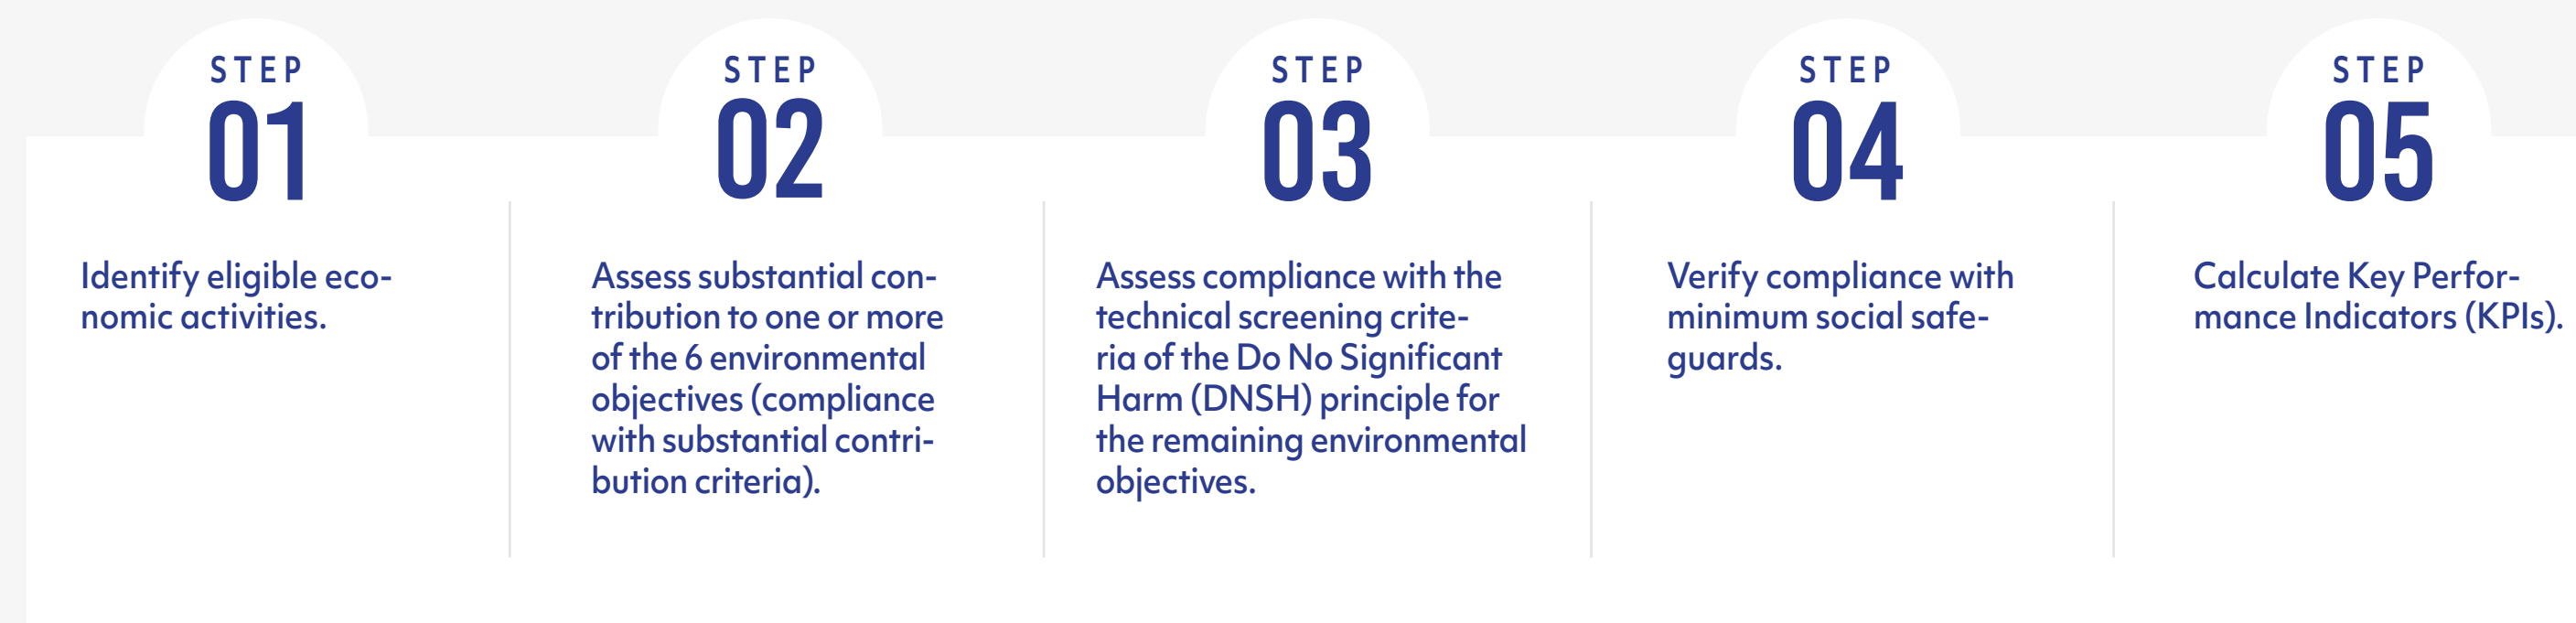 STEP
01
Identify eligible eco-
nomic activities.
STEP
02
Assess substantial con-
tribution to one or more
of the 6 environmental
objectives (compliance
with substantial contri-
bution criteria).
STEP
03
Assess compliance with the
technical screening crite-
ria of the Do No Significant
Harm (DNSH) principle for
the remaining environmental
objectives.
STEP
04
Verify compliance with
minimum social safe-
guards.
STEP
05
Calculate Key Perfor-
mance Indicators (KPIs).